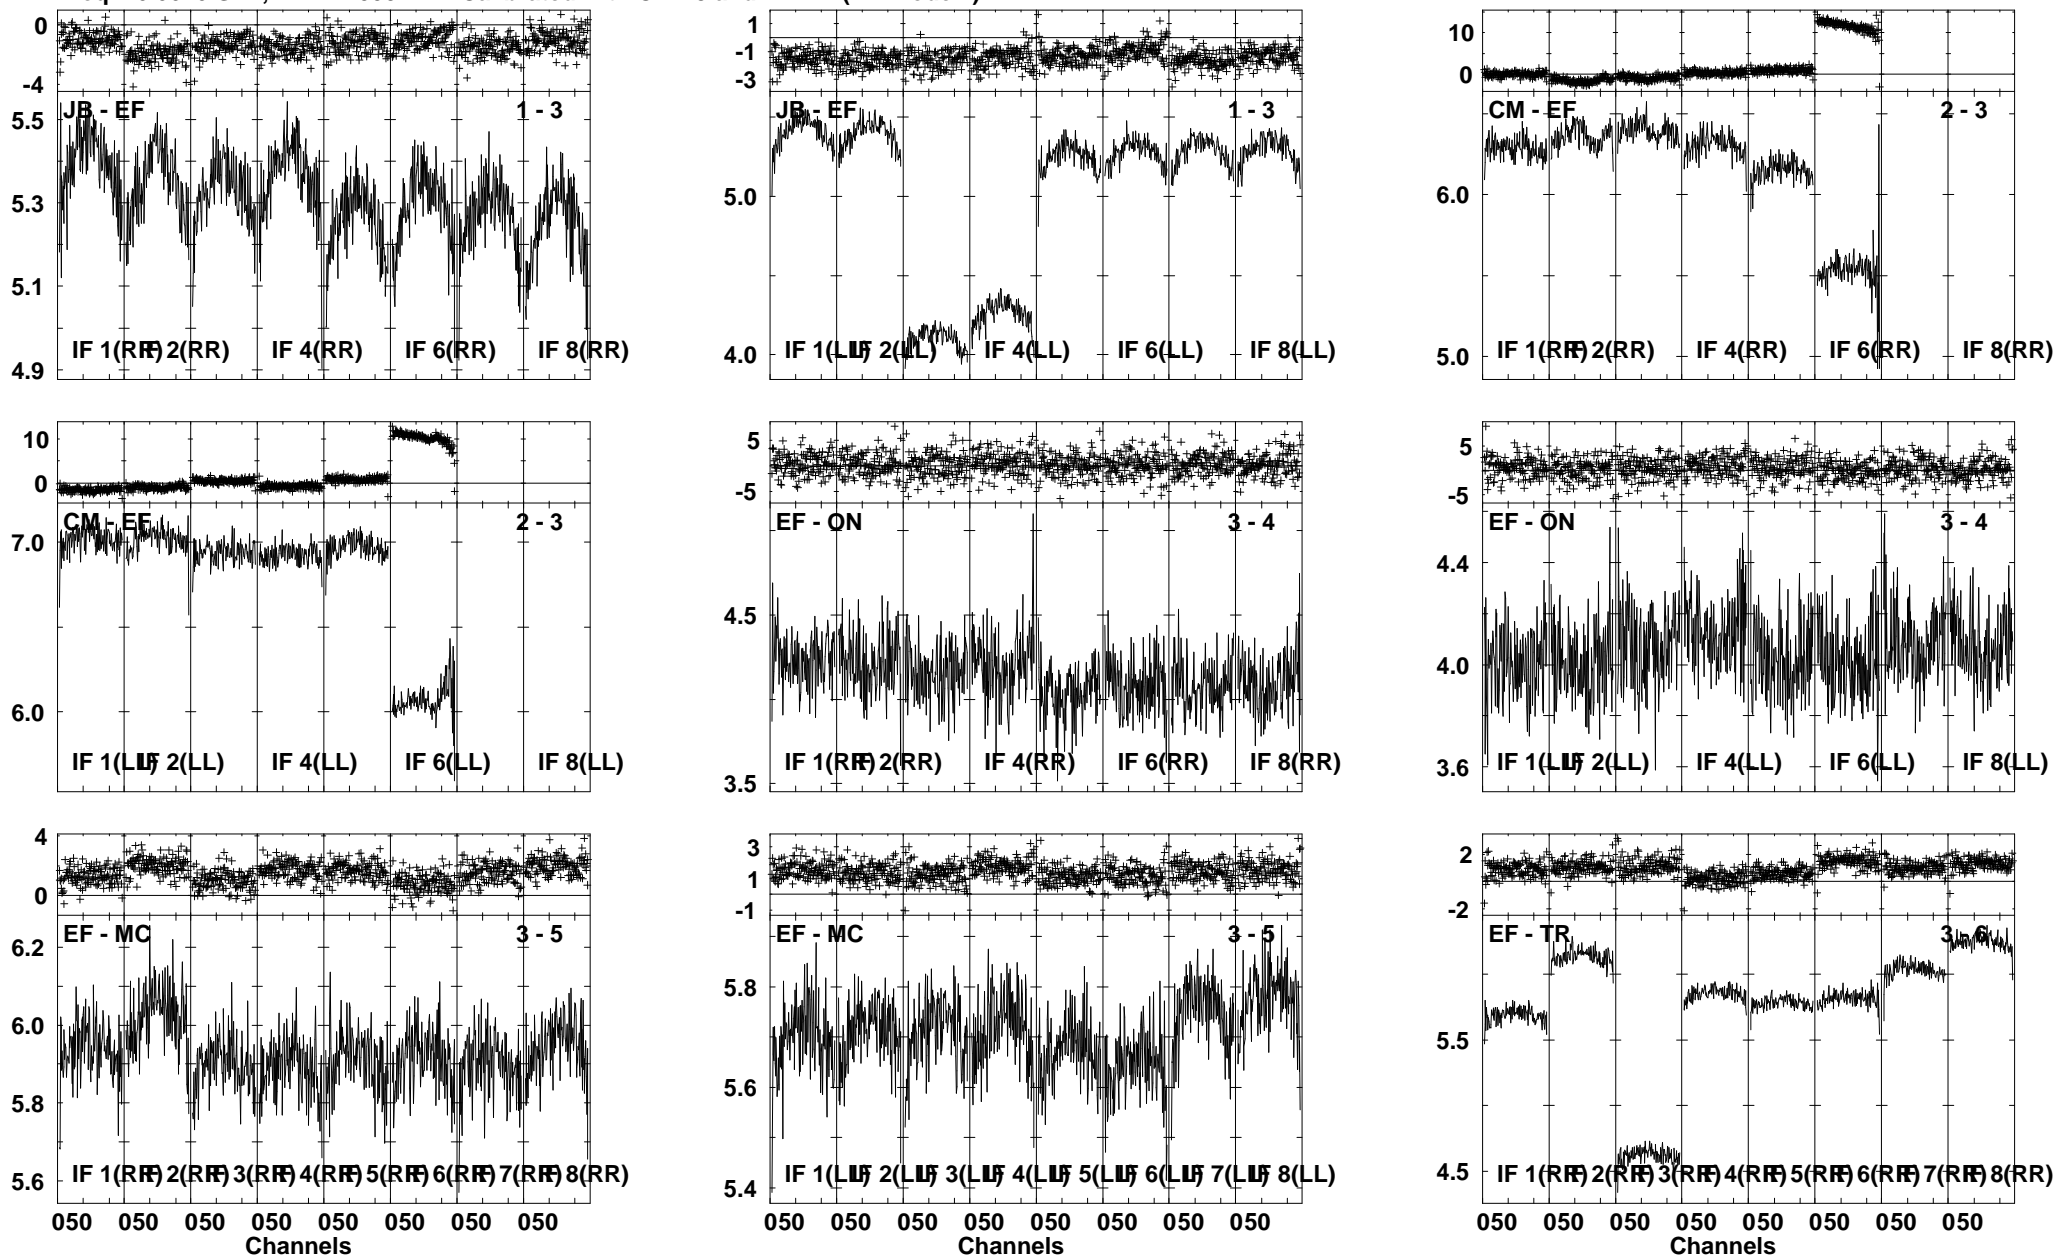 0
-4
5.5
5.3
5.1
4.9
JB - EF
1 - 3
IF 1(RR)
IF 2(RR)
IF 4(RR)
IF 6(RR)
IF 8(RR)
1
-1
-3
5.0
4.0
JB - EF
1 - 3
IF 1(LL)
IF 2(LL)
IF 4(LL)
IF 6(LL)
IF 8(LL)
10
0
6.0
5.0
CM - EF
2 - 3
IF 1(RR)
IF 2(RR)
IF 4(RR)
IF 6(RR)
IF 8(RR)
10
0
7.0
6.0
CM - EF
2 - 3
IF 1(LL)
IF 2(LL)
IF 4(LL)
IF 6(LL)
IF 8(LL)
5
-5
4.5
3.5
EF - ON
3 - 4
IF 1(RR)
IF 2(RR)
IF 4(RR)
IF 6(RR)
IF 8(RR)
5
-5
4.4
4.0
3.6
EF - ON
3 - 4
IF 1(LL)
IF 2(LL)
IF 4(LL)
IF 6(LL)
IF 8(LL)
4
0
6.2
6.0
5.8
5.6
EF - MC
3 - 5
IF 1(RR)
IF 2(RR)
IF 3(RR)
IF 4(RR)
IF 5(RR)
IF 6(RR)
IF 7(RR)
IF 8(RR)
050 050 050 050 050 050 050 050
Channels
3
1
-1
5.8
5.6
5.4
EF - MC
3 - 5
IF 1(LL)
IF 2(LL)
IF 3(LL)
IF 4(LL)
IF 5(LL)
IF 6(LL)
IF 7(LL)
IF 8(LL)
050 050 050 050 050 050 050 050
Channels
2
-2
5.5
4.5
EF - TR
3 - 6
IF 1(RR)
IF 2(RR)
IF 3(RR)
IF 4(RR)
IF 5(RR)
IF 6(RR)
IF 7(RR)
IF 8(RR)
050 050 050 050 050 050 050 050
Channels